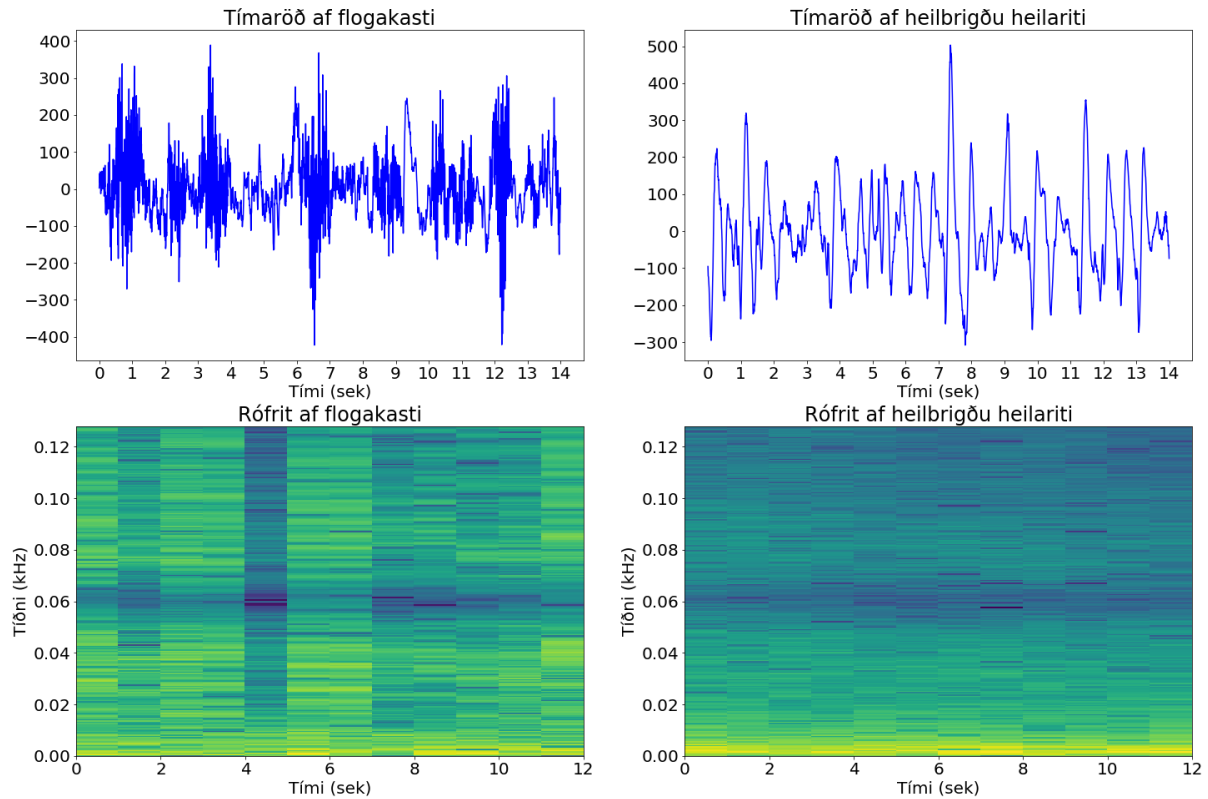 Tímaröð af flogakasti
400
300
200
100
0
−100
−200
−300
−400
0 1 2 3 4 5 6 7 8 9 10 11 12 13 14
Tími (sek)
Tímaröð af heilbrigðu heilariti
500
400
300
200
100
0
−100
−200
−300
0 1 2 3 4 5 6 7 8 9 10 11 12 13 14
Tími (sek)
Rófrit af flogakasti
Tíðni (kHz)
0.12
0.10
0.08
0.06
0.04
0.02
0.00
0 2 4 6 8 10 12
Tími (sek)
Rófrit af heilbrigðu heilariti
Tíðni (kHz)
0.12
0.10
0.08
0.06
0.04
0.02
0.00
0 2 4 6 8 10 12
Tími (sek)